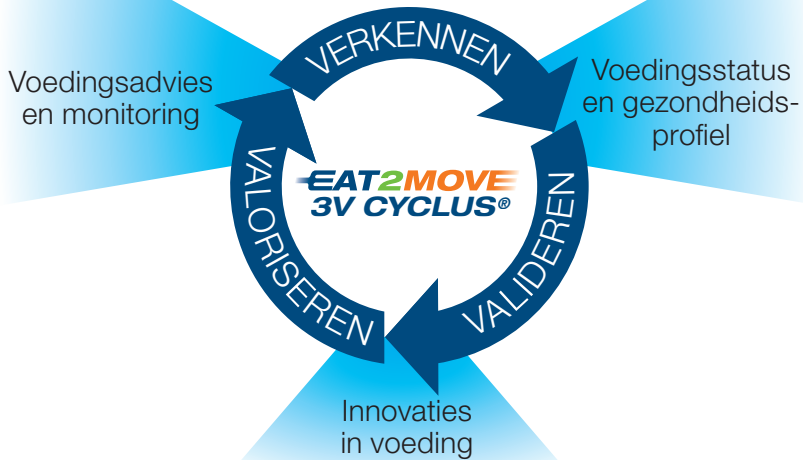 VERKENNEN
Voedingsadvies
en monitoring
Voedingsstatus
en gezondheids-
profiel
EAT2MOVE
3V CYCLUS®
VALORISEREN
VALIDEREN
Innovaties
in voeding